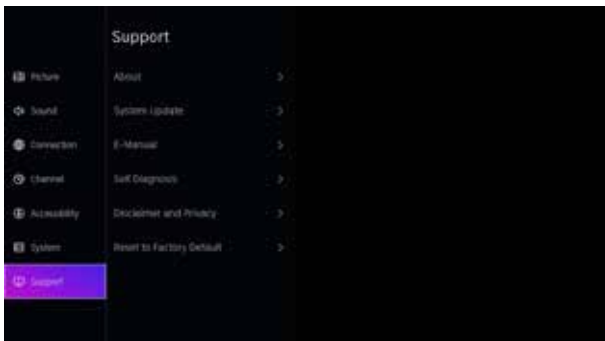 Support
Picture
Sound
Connection
Channel
Accessibility
System
Support
About
System Update
E-Manual
Self Diagnosis
Disclaimer and Privacy
Reset to Factory Default